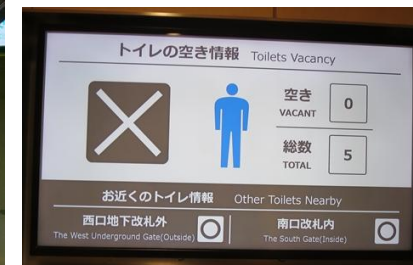 トイレの空き情報 Toilets Vacancy
空き 0
VACANT
総数 5
TOTAL
お近くのトイレ情報 Other Toilets Nearby
西口地下改札外
The West Underground Gate(Outside)
南口改札内
The South Gate(Inside)